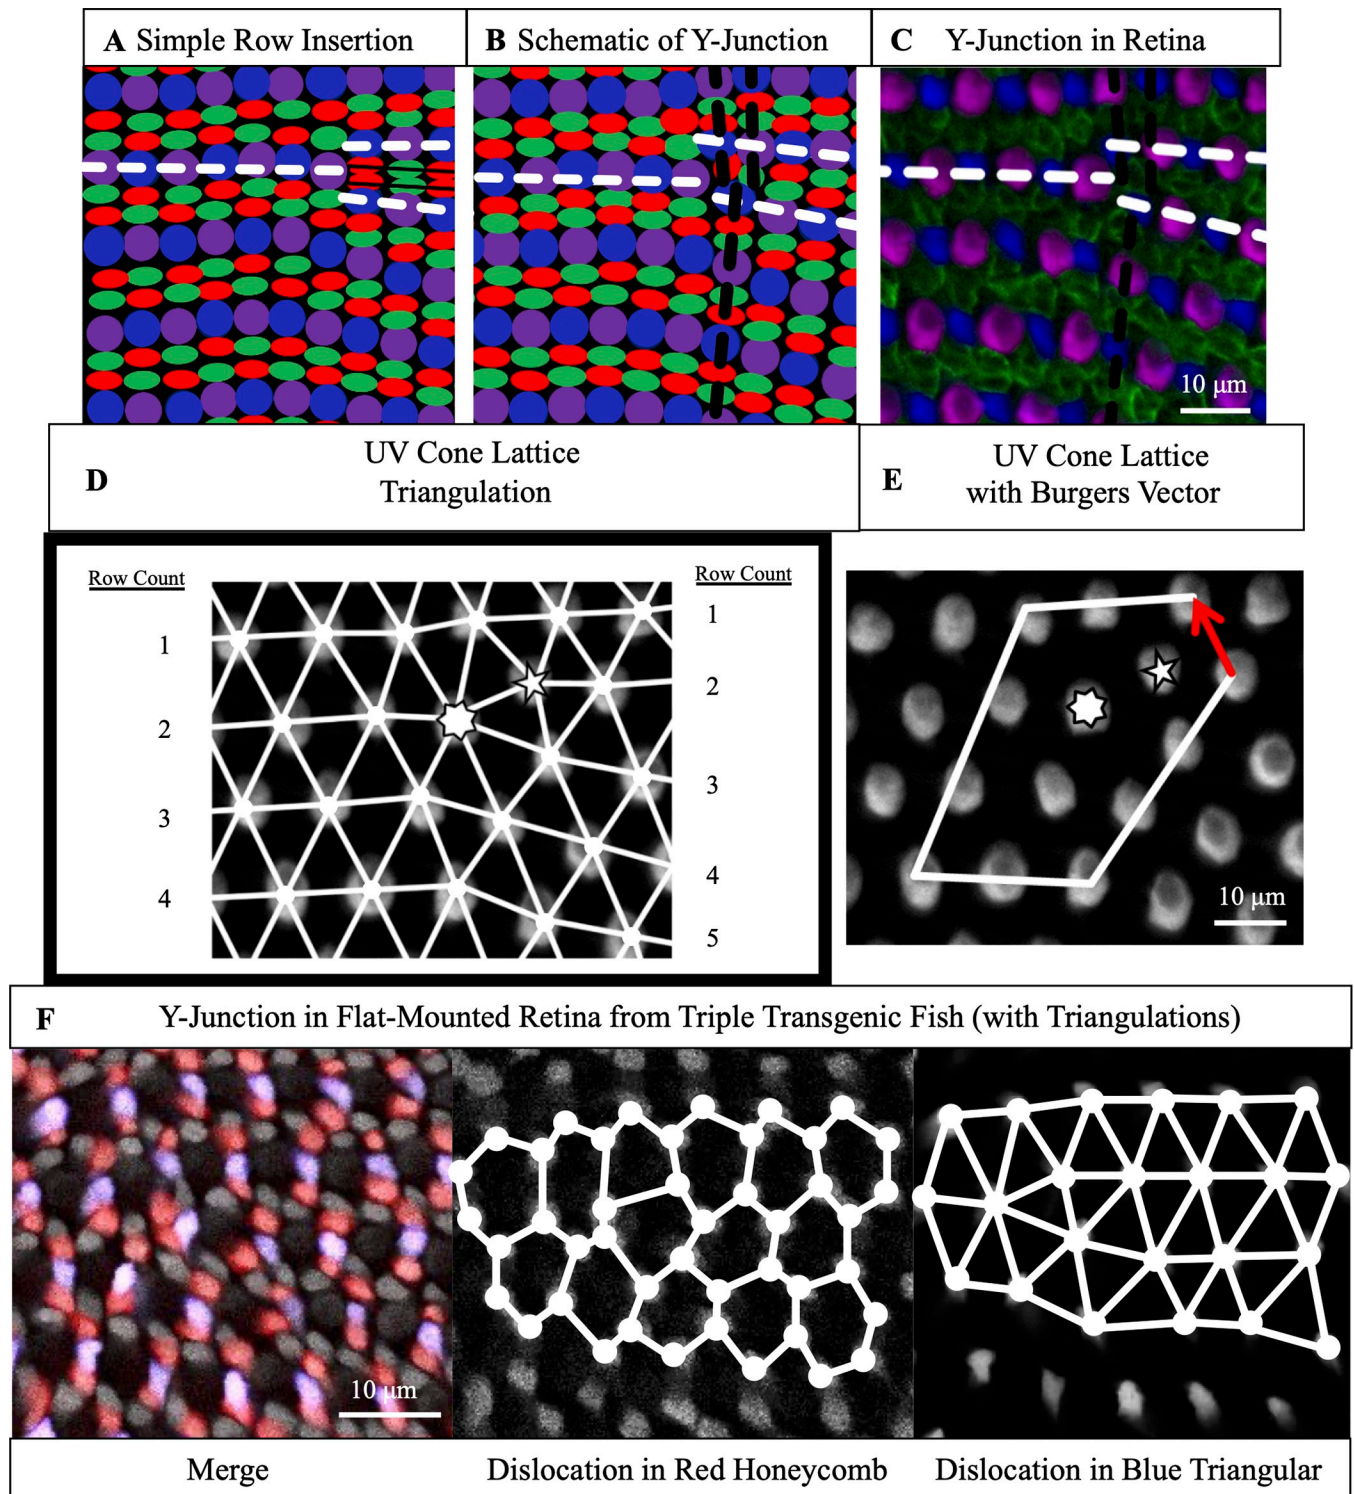 A Simple Row Insertion
B Schematic of Y-Junction
C Y-Junction in Retina
10 μm
D UV Cone Lattice
Triangulation
E UV Cone Lattice
with Burgers Vector
Row Count
1
2
3
4
Row Count
1
2
3
4
5
10 μm
F Y-Junction in Flat-Mounted Retina from Triple Transgenic Fish (with Triangulations)
10 μm
Merge
Dislocation in Red Honeycomb
Dislocation in Blue Triangular